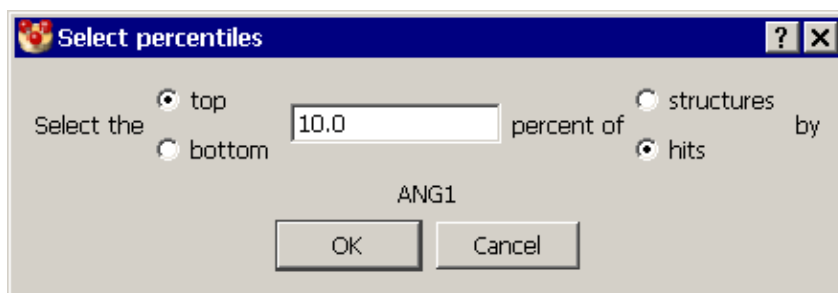 Select percentiles
?
Select the
top
bottom
10.0
percent of
structures
hits
by
ANG1
OK Cancel